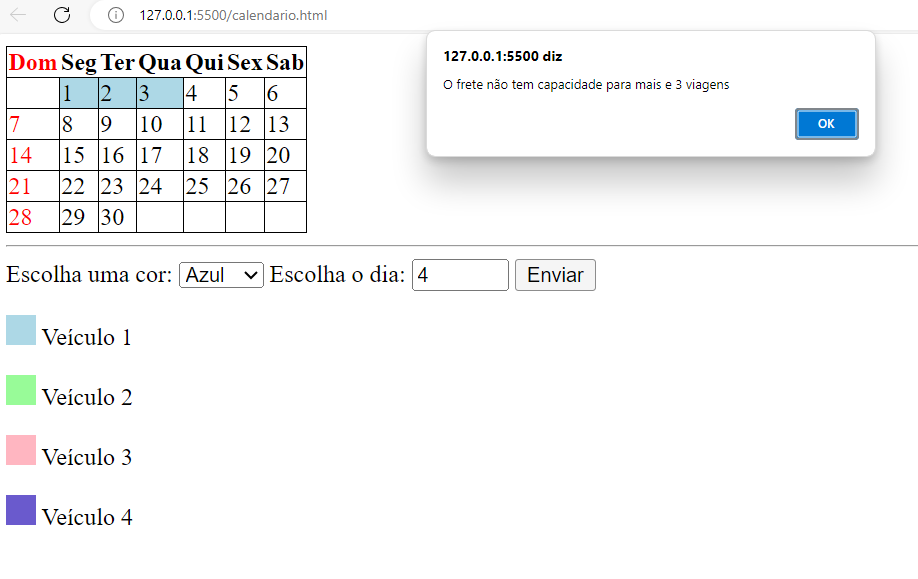 127.0.0.1:5500/calendario.html
127.0.0.1:5500 diz
O frete não tem capacidade para mais e 3 viagens
OK
Dom Seg Ter Qua Qui Sex Sab
1 2 3 4 5 6
7 8 9 10 11 12 13
14 15 16 17 18 19 20
21 22 23 24 25 26 27
28 29 30
Escolha uma cor: Azul Escolha o dia: 4 Enviar
Veículo 1
Veículo 2
Veículo 3
Veículo 4